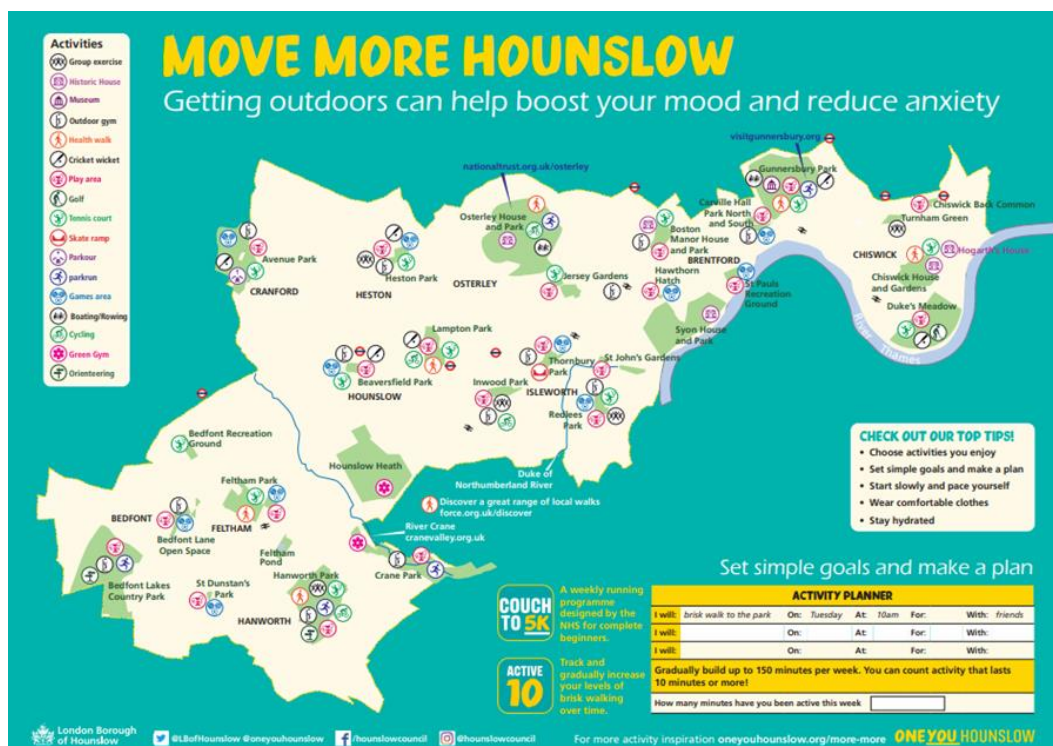 MOVE MORE HOUNSLOW
Getting outdoors can help boost your mood and reduce anxiety
Activities
Group exercise
Historic House
Museum
Outdoor gym
Health walk
Cricket wicket
Play area
Golf
Tennis court
Skate ramp
Parkour
parkrun
Games area
Boating/Rowing
Cycling
Green Gym
Orienteering
visitgunnersbury.org
nationaltrust.org.uk/osterley
Gunnersbury Park
Chiswick Back Common
Turnham Green
Carville Hall
Park North
and South
Osterley House
and Park
Boston
Manor House
and Park
BRENTFORD
CHISWICK
Hogarth's House
Chiswick House
and Gardens
Duke's Meadow
River Thames
Avenue Park
CRANFORD
Heston Park
HESTON
OSTERLEY
Jersey Gardens
Hawthorn
Hatch
St Pauls
Recreation
Ground
Syon House
and Park
Lampton Park
Beaversfield Park
HOUNSLOW
Inwood Park
Thornbury
Park
St John's Gardens
ISLEWORTH
Redlees
Park
Bedfont Recreation
Ground
Hounslow Heath
Duke of
Northumberland River
Discover a great range of local walks
force.org.uk/discover
Feltham Park
BEDFONT
FELTHAM
Bedfont Lane
Open Space
River Crane
cranevalley.org.uk
Feltham
Pond
Bedfont Lakes
Country Park
St Dunstan's
Park
Hanworth Park
Crane Park
HANWORTH
CHECK OUT OUR TOP TIPS!
• Choose activities you enjoy
• Set simple goals and make a plan
• Start slowly and pace yourself
• Wear comfortable clothes
• Stay hydrated
COUCH
TO 5K
A weekly running
programme
designed by the
NHS for complete
beginners.
ACTIVE
10
Track and
gradually increase
your levels of
brisk walking
over time.
Set simple goals and make a plan
ACTIVITY PLANNER
I will: brisk walk to the park On: Tuesday At: 10am For: With: friends
I will: On: At: For: With:
I will: On: At: For: With:
Gradually build up to 150 minutes per week. You can count activity that lasts
10 minutes or more!
How many minutes have you been active this week
London Borough
of Hounslow
@LBofHounslow @oneyouhounslow
/hounslowcouncil
@hounslowcouncil
For more activity inspiration oneyouhounslow.org/more-more
ONE YOU HOUNSLOW